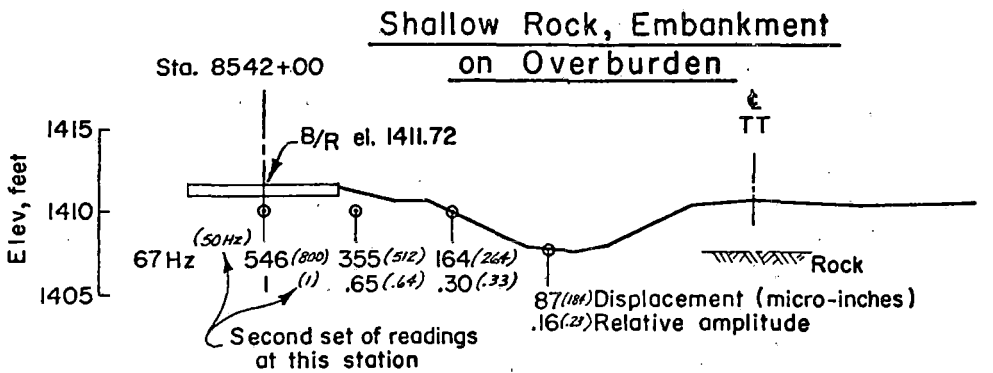 Shallow Rock, Embankment
on Overburden
Sta. 8542+00
℄
TT
1415
B/R el. 1411.72
1410
1405
Elev, feet
(50Hz)
67 Hz 546 (800) 355 (512) 164 (264)
1 (1) .65 (.64) .30 (.33)
Rock
87 (184) Displacement (micro-inches)
.16 (.23) Relative amplitude
Second set of readings
at this station